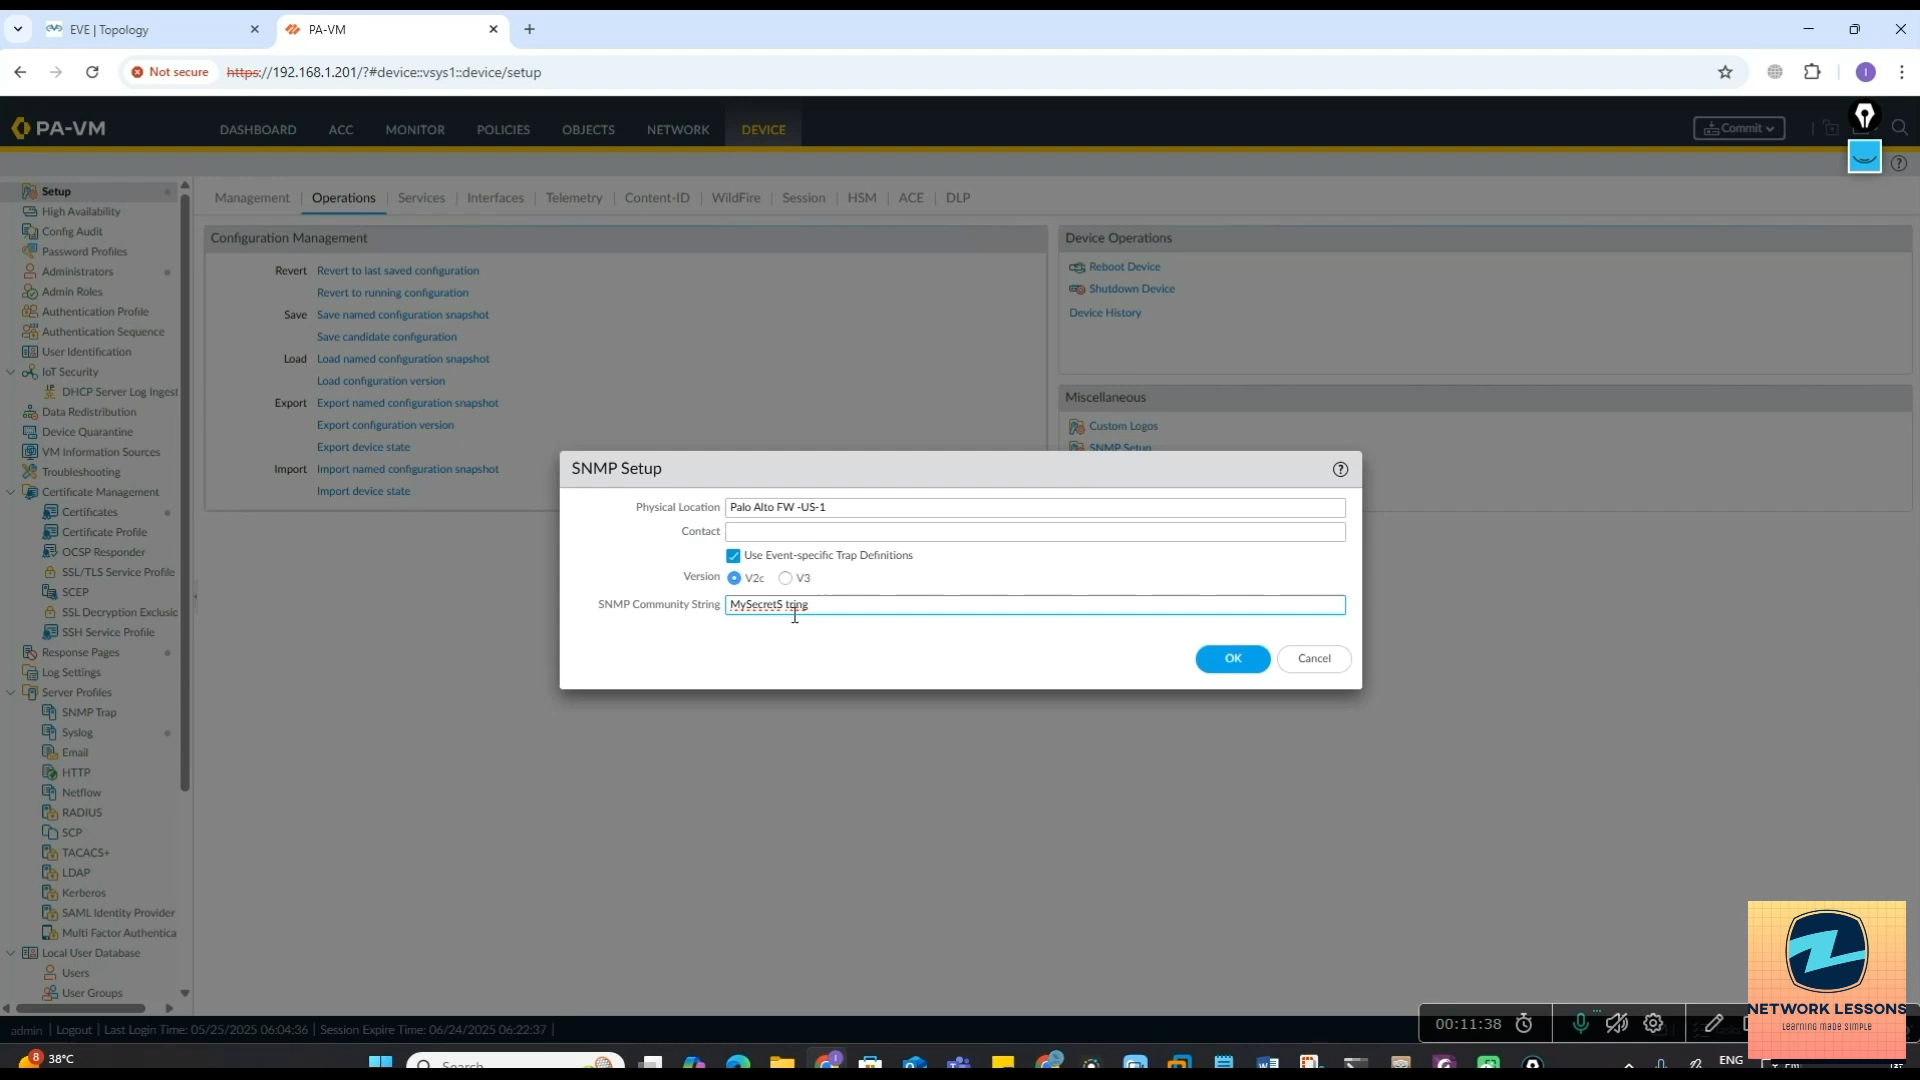 EVE | Topology
PA-VM
Not secure
https://192.168.1.201/?#device::vsys1::device/setup
PA-VM
DASHBOARD
ACC
MONITOR
POLICIES
OBJECTS
NETWORK
DEVICE
Commit
Setup
High Availability
Config Audit
Password Profiles
Administrators
Admin Roles
Authentication Profile
Authentication Sequence
User Identification
IoT Security
DHCP Server Log Ingest
Data Redistribution
Device Quarantine
VM Information Sources
Troubleshooting
Certificate Management
Certificates
Certificate Profile
OCSP Responder
SSL/TLS Service Profile
SCEP
SSL Decryption Exclusio
SSH Service Profile
Response Pages
Log Settings
Server Profiles
SNMP Trap
Syslog
Email
HTTP
Netflow
RADIUS
SCP
TACACS+
LDAP
Kerberos
SAML Identity Provider
Multi Factor Authentica
Local User Database
Users
User Groups
Management
Operations
Services
Interfaces
Telemetry
Content-ID
WildFire
Session
HSM
ACE
DLP
Configuration Management
Revert Revert to last saved configuration
Revert to running configuration
Save Save named configuration snapshot
Save candidate configuration
Load Load named configuration snapshot
Load configuration version
Export Export named configuration snapshot
Export configuration version
Export device state
Import Import named configuration snapshot
Import device state
Device Operations
Reboot Device
Shutdown Device
Device History
Miscellaneous
Custom Logos
SNMP Setup
SNMP Setup
Physical Location Palo Alto FW -US-1
Contact
Use Event-specific Trap Definitions
Version V2c V3
SNMP Community String MySecretS tring
OK
Cancel
admin | Logout | Last Login Time: 05/25/2025 06:04:36 | Session Expire Time: 06/24/2025 06:22:37 |
00:11:38
NETWORK LESSONS
Learning made simple
8
38°C
Search
ENG